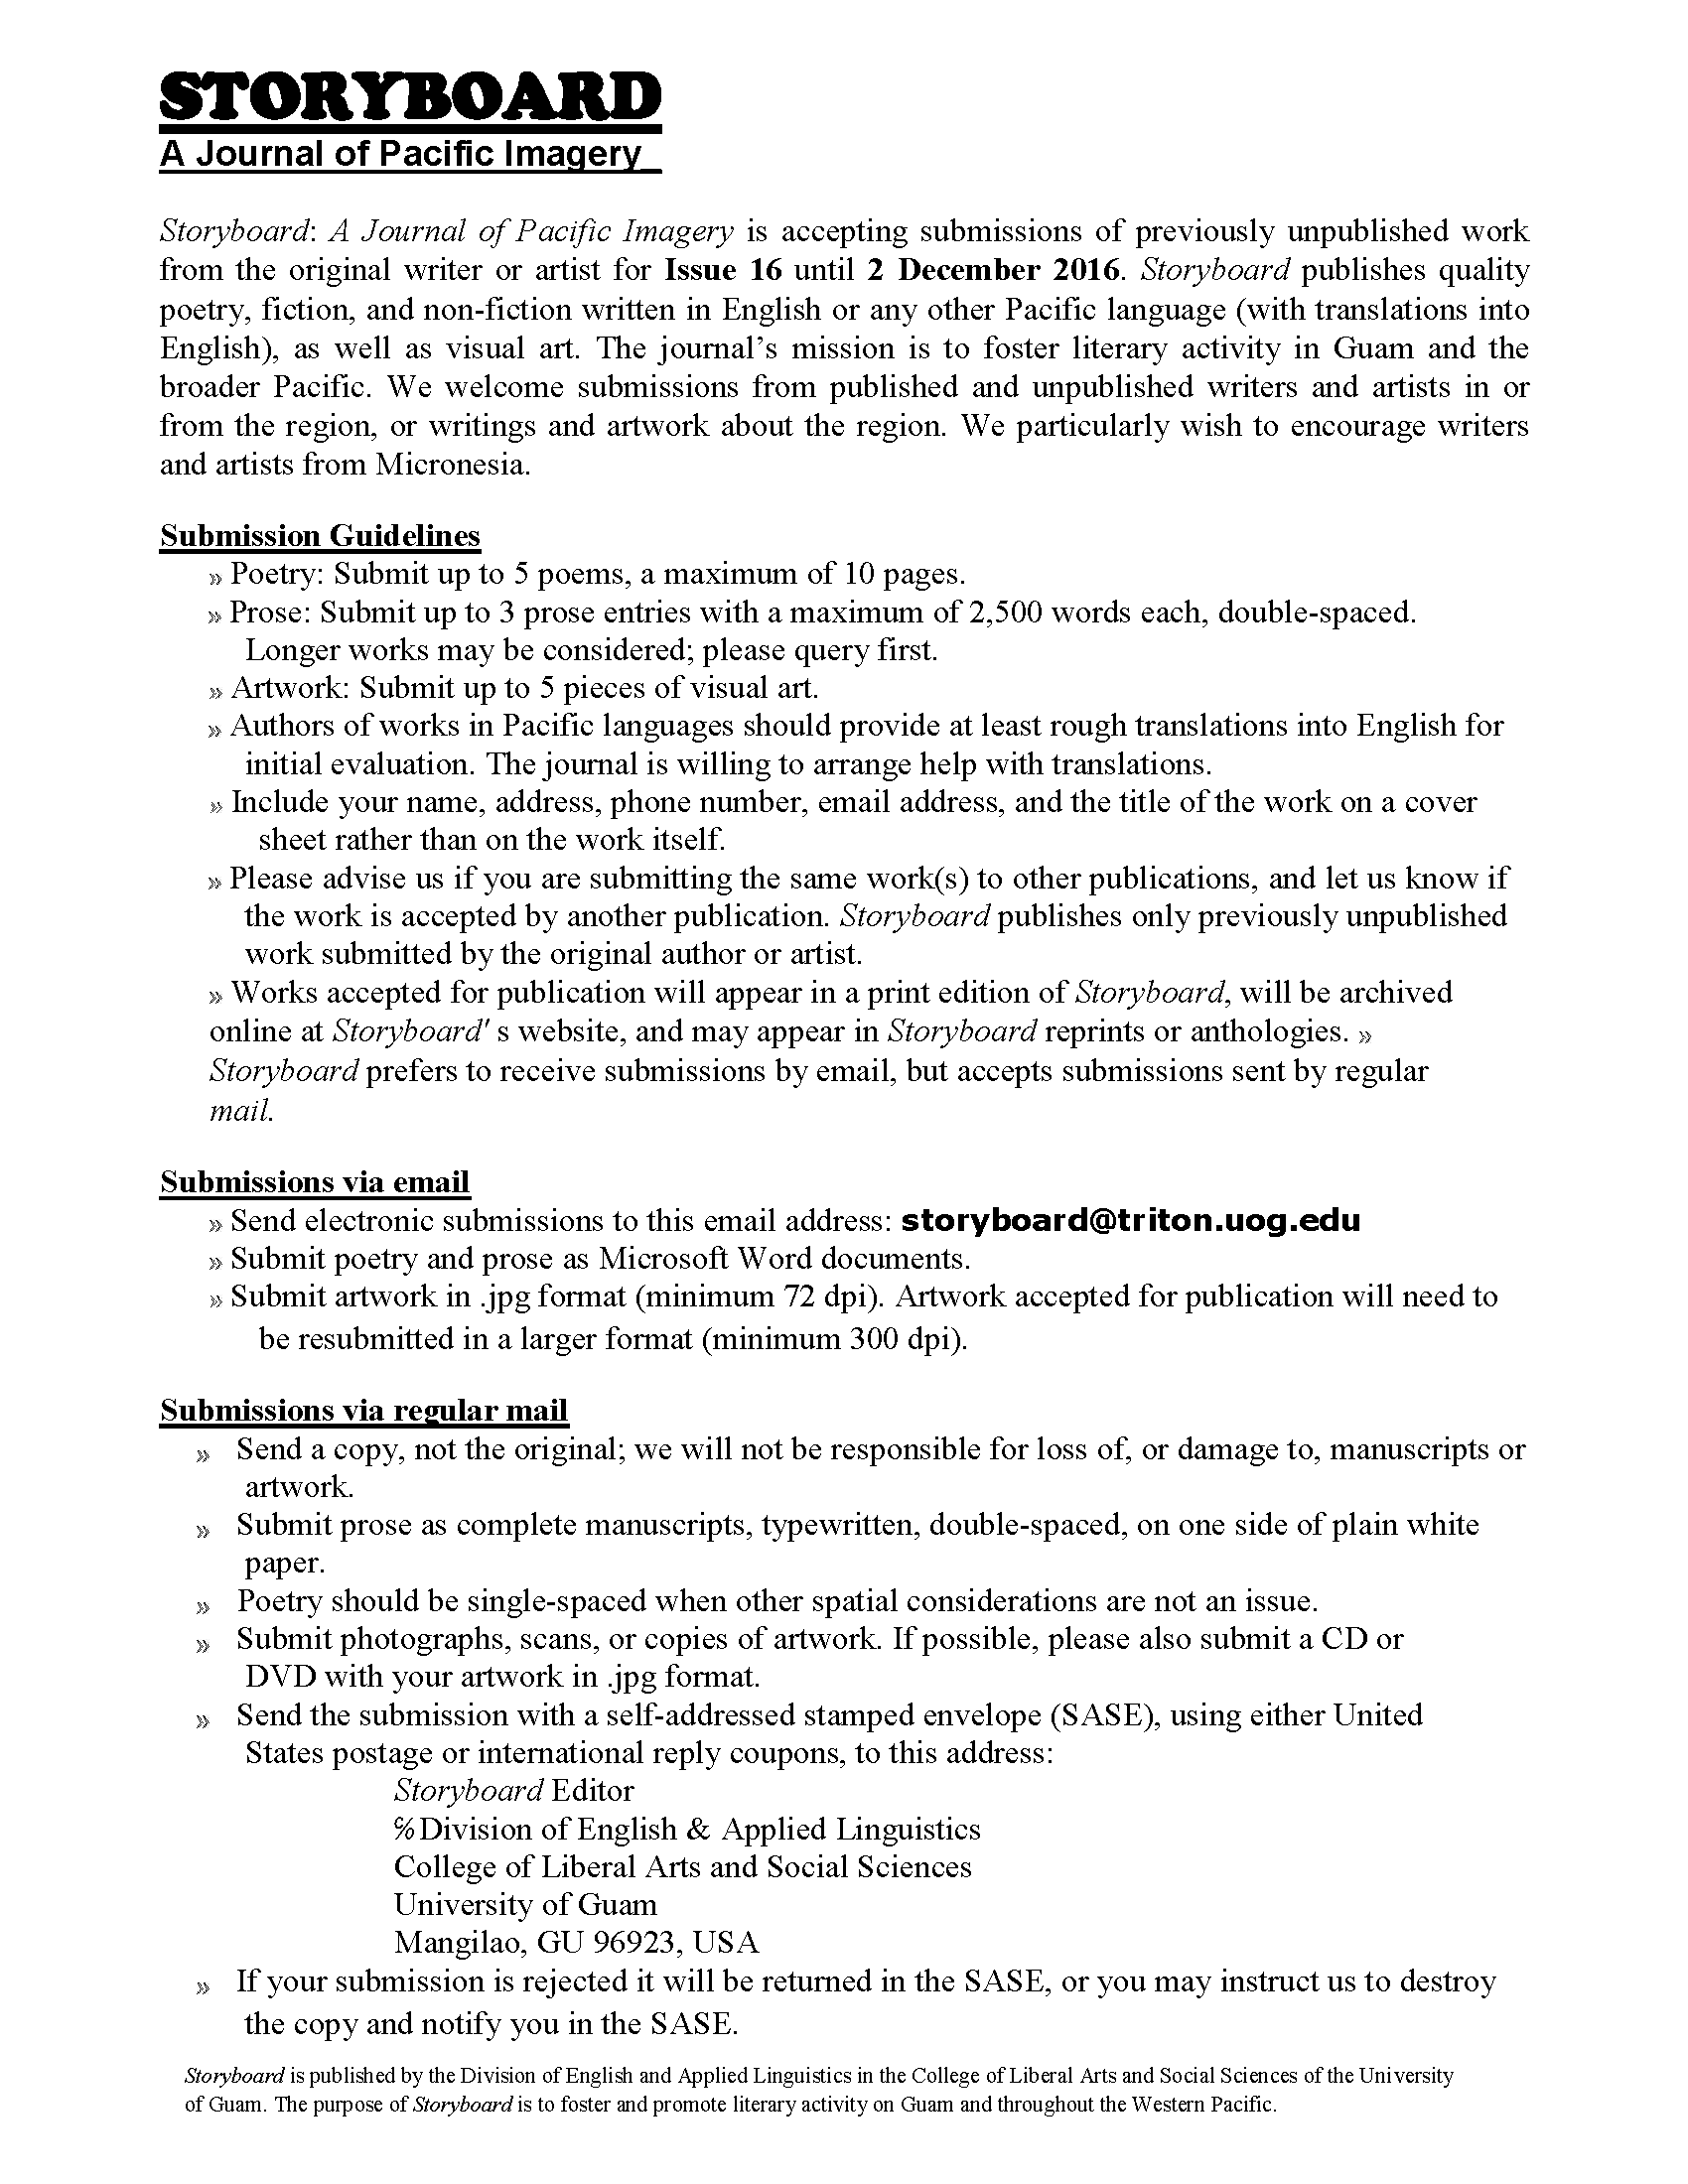 STORYBOARD
A Journal of Pacific Imagery_
Storyboard: A Journal of Pacific Imagery is accepting submissions of previously unpublished work
from the original writer or artist for Issue 16 until 2 December 2016. Storyboard publishes quality
poetry, fiction, and non-fiction written in English or any other Pacific language (with translations into
English), as well as visual art. The journal’s mission is to foster literary activity in Guam and the
broader Pacific. We welcome submissions from published and unpublished writers and artists in or
from the region, or writings and artwork about the region. We particularly wish to encourage writers
and artists from Micronesia.
Submission Guidelines
» Poetry: Submit up to 5 poems, a maximum of 10 pages.
» Prose: Submit up to 3 prose entries with a maximum of 2,500 words each, double-spaced.
Longer works may be considered; please query first.
» Artwork: Submit up to 5 pieces of visual art.
» Authors of works in Pacific languages should provide at least rough translations into English for
initial evaluation. The journal is willing to arrange help with translations.
» Include your name, address, phone number, email address, and the title of the work on a cover
sheet rather than on the work itself.
» Please advise us if you are submitting the same work(s) to other publications, and let us know if
the work is accepted by another publication. Storyboard publishes only previously unpublished
work submitted by the original author or artist.
» Works accepted for publication will appear in a print edition of Storyboard, will be archived
online at Storyboard' s website, and may appear in Storyboard reprints or anthologies. »
Storyboard prefers to receive submissions by email, but accepts submissions sent by regular
mail.
Submissions via email
» Send electronic submissions to this email address: storyboard@triton.uog.edu
» Submit poetry and prose as Microsoft Word documents.
» Submit artwork in .jpg format (minimum 72 dpi). Artwork accepted for publication will need to
be resubmitted in a larger format (minimum 300 dpi).
Submissions via regular mail
» Send a copy, not the original; we will not be responsible for loss of, or damage to, manuscripts or
artwork.
» Submit prose as complete manuscripts, typewritten, double-spaced, on one side of plain white
paper.
» Poetry should be single-spaced when other spatial considerations are not an issue.
» Submit photographs, scans, or copies of artwork. If possible, please also submit a CD or
DVD with your artwork in .jpg format.
» Send the submission with a self-addressed stamped envelope (SASE), using either United
States postage or international reply coupons, to this address:
Storyboard Editor
℅ Division of English & Applied Linguistics
College of Liberal Arts and Social Sciences
University of Guam
Mangilao, GU 96923, USA
» If your submission is rejected it will be returned in the SASE, or you may instruct us to destroy
the copy and notify you in the SASE.
Storyboard is published by the Division of English and Applied Linguistics in the College of Liberal Arts and Social Sciences of the University
of Guam. The purpose of Storyboard is to foster and promote literary activity on Guam and throughout the Western Pacific.